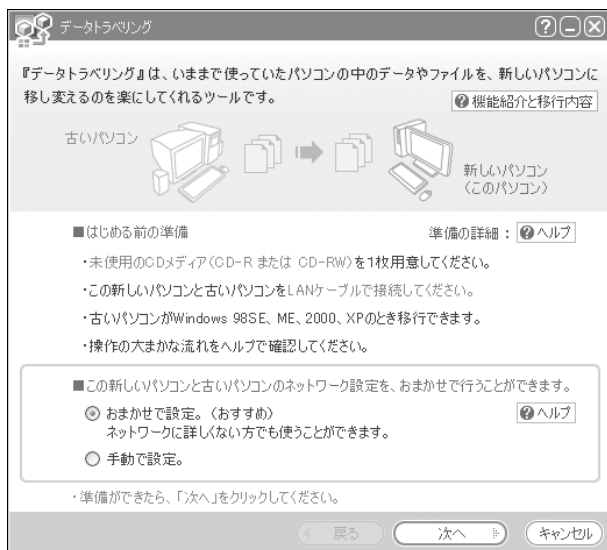 データトラベリング
『データトラベリング』は、いままで使っていたパソコンの中のデータやファイルを、新しいパソコンに
移し変えるのを楽にしてくれるツールです。
機能紹介と移行内容
古いパソコン
新しいパソコン
(このパソコン)
■はじめる前の準備
準備の詳細:
ヘルプ
・未使用のCDメディア(CD-R または CD-RW)を1枚用意してください。
・この新しいパソコンと古いパソコンをLANケーブルで接続してください。
・古いパソコンがWindows 98SE、ME、2000、XPのとき移行できます。
・操作の大まかな流れをヘルプで確認してください。
■この新しいパソコンと古いパソコンのネットワーク設定を、おまかせで行うことができます。
おまかせで設定。(おすすめ)
ヘルプ
ネットワークに詳しくない方でも使うことができます。
手動で設定。
・準備ができたら、「次へ」をクリックしてください。
戻る
次へ
キャンセル